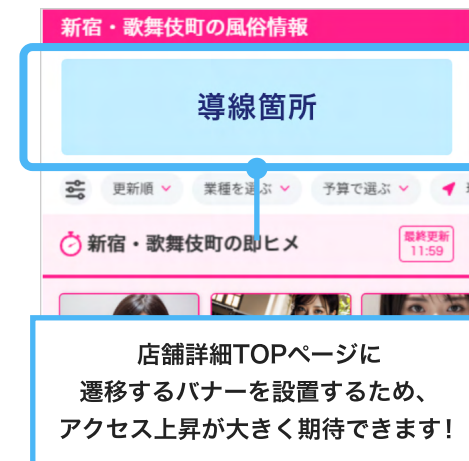 新宿・歌舞伎町の風俗情報
導線箇所
更新順
業種を選ぶ
予算で選ぶ
新宿・歌舞伎町の即ヒメ
最終更新
11:59
店舗詳細TOPページに
遷移するバナーを設置するため、
アクセス上昇が大きく期待できます!